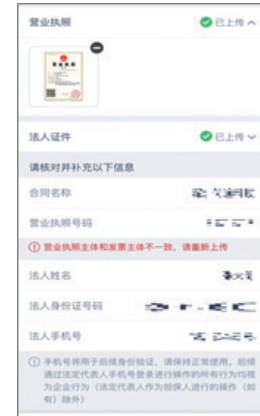 营业执照 已上传
营业执照
法人证件 已上传
请核对并补充以下信息
合同名称
营业执照号码
营业执照主体和发票主体不一致，请重新上传
法人姓名
法人身份证号码
法人手机号
手机号将用于后续身份验证，请保持正常使用。后续
通过法定代表人手机号登录进行操作的所有行为均视
为企业行为（法定代表人作为担保人进行的操作（如
有）除外）